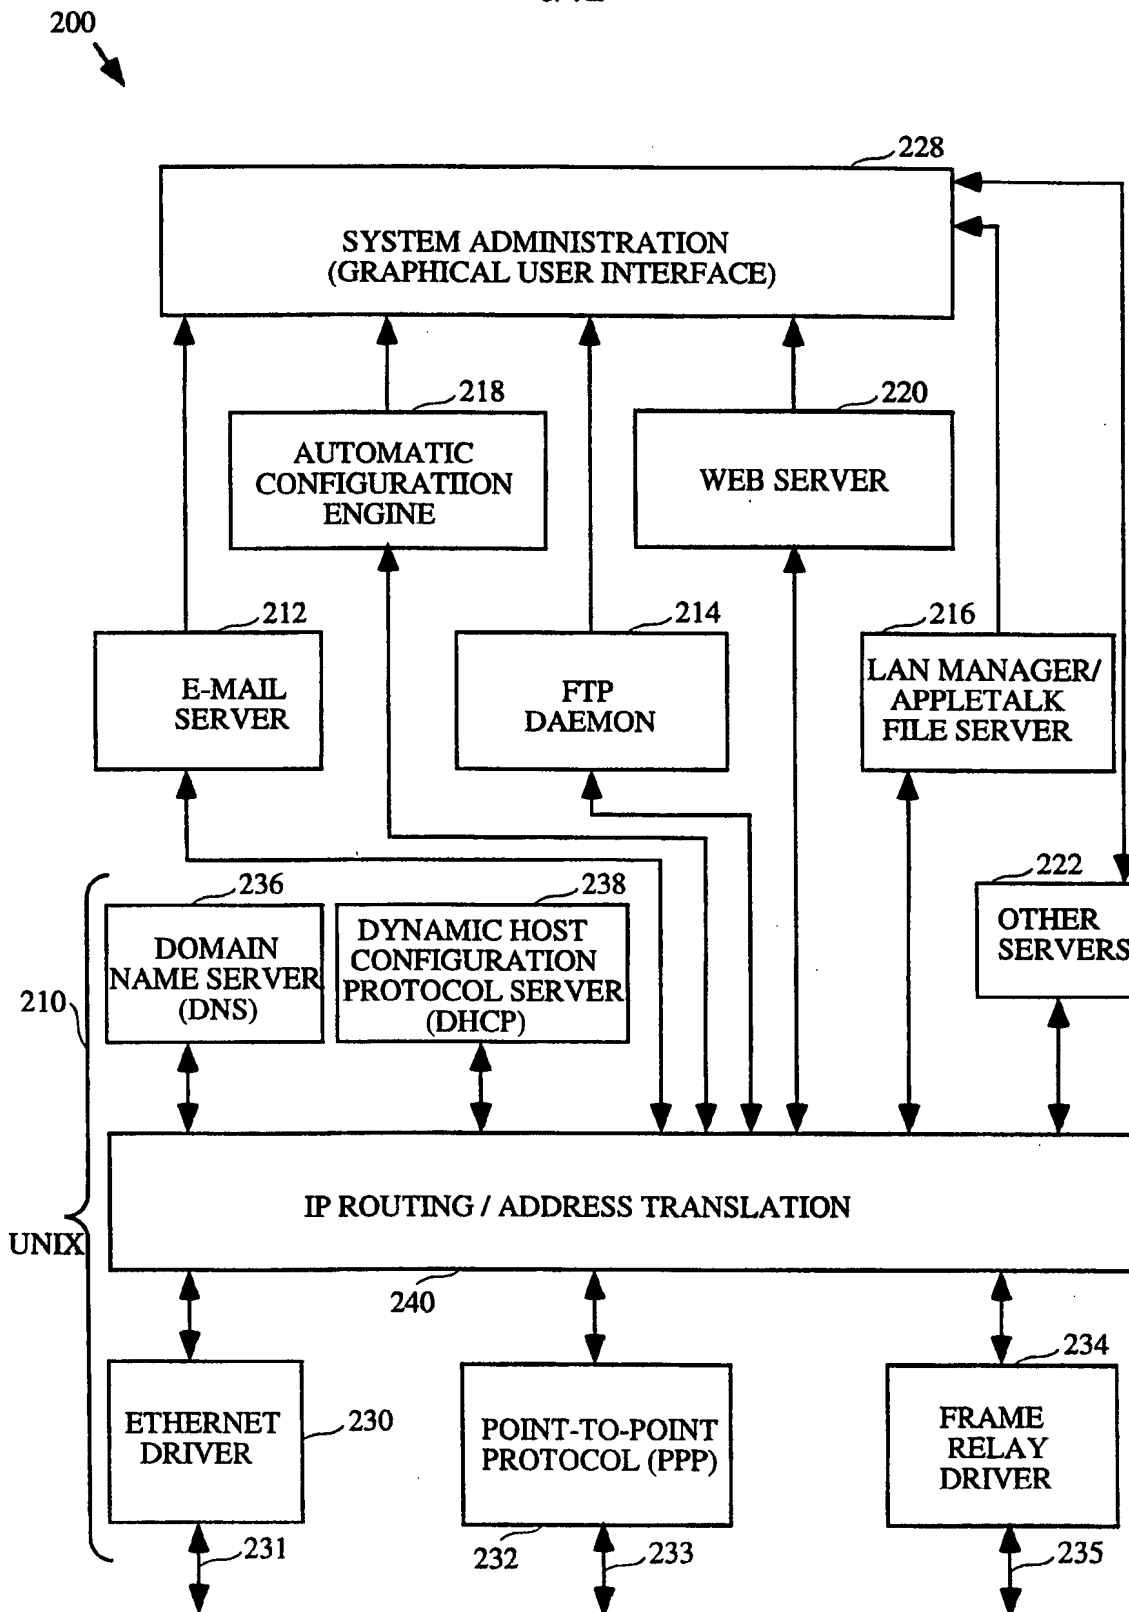 200
228
SYSTEM ADMINISTRATION
(GRAPHICAL USER INTERFACE)
218
220
AUTOMATIC
CONFIGURATIION
ENGINE
WEB SERVER
212
214
216
E-MAIL
SERVER
FTP
DAEMON
LAN MANAGER/
APPLETALK
FILE SERVER
236
238
222
DOMAIN
NAME SERVER
(DNS)
DYNAMIC HOST
CONFIGURATION
PROTOCOL SERVER
(DHCP)
OTHER
SERVERS
210
IP ROUTING / ADDRESS TRANSLATION
UNIX
240
234
ETHERNET
DRIVER
230
POINT-TO-POINT
PROTOCOL (PPP)
FRAME
RELAY
DRIVER
231
232
233
235